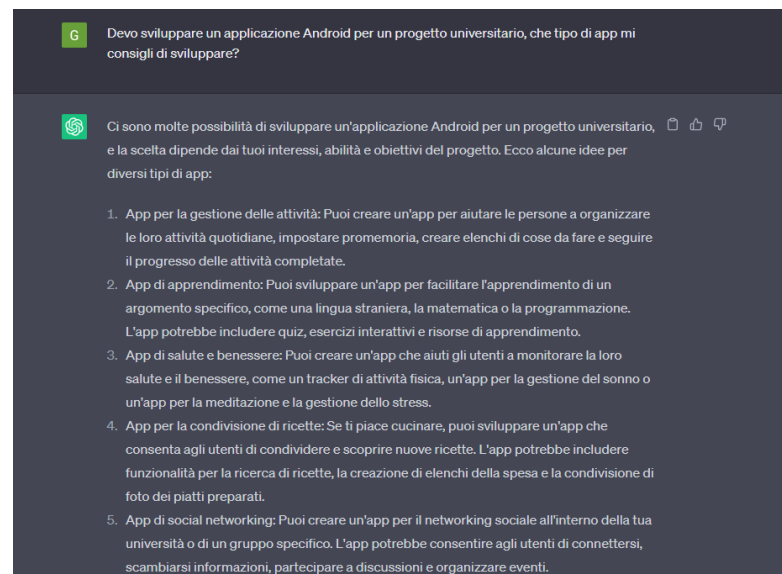 G
Devo sviluppare un applicazione Android per un progetto universitario, che tipo di app mi
consigli di sviluppare?
Ci sono molte possibilità di sviluppare un'applicazione Android per un progetto universitario,
e la scelta dipende dai tuoi interessi, abilità e obiettivi del progetto. Ecco alcune idee per
diversi tipi di app:
1. App per la gestione delle attività: Puoi creare un'app per aiutare le persone a organizzare
le loro attività quotidiane, impostare promemoria, creare elenchi di cose da fare e seguire
il progresso delle attività completate.
2. App di apprendimento: Puoi sviluppare un'app per facilitare l'apprendimento di un
argomento specifico, come una lingua straniera, la matematica o la programmazione.
L'app potrebbe includere quiz, esercizi interattivi e risorse di apprendimento.
3. App di salute e benessere: Puoi creare un'app che aiuti gli utenti a monitorare la loro
salute e il benessere, come un tracker di attività fisica, un'app per la gestione del sonno o
un'app per la meditazione e la gestione dello stress.
4. App per la condivisione di ricette: Se ti piace cucinare, puoi sviluppare un'app che
consenta agli utenti di condividere e scoprire nuove ricette. L'app potrebbe includere
funzionalità per la ricerca di ricette, la creazione di elenchi della spesa e la condivisione di
foto dei piatti preparati.
5. App di social networking: Puoi creare un'app per il networking sociale all'interno della tua
università o di un gruppo specifico. L'app potrebbe consentire agli utenti di connettersi,
scambiarsi informazioni, partecipare a discussioni e organizzare eventi.